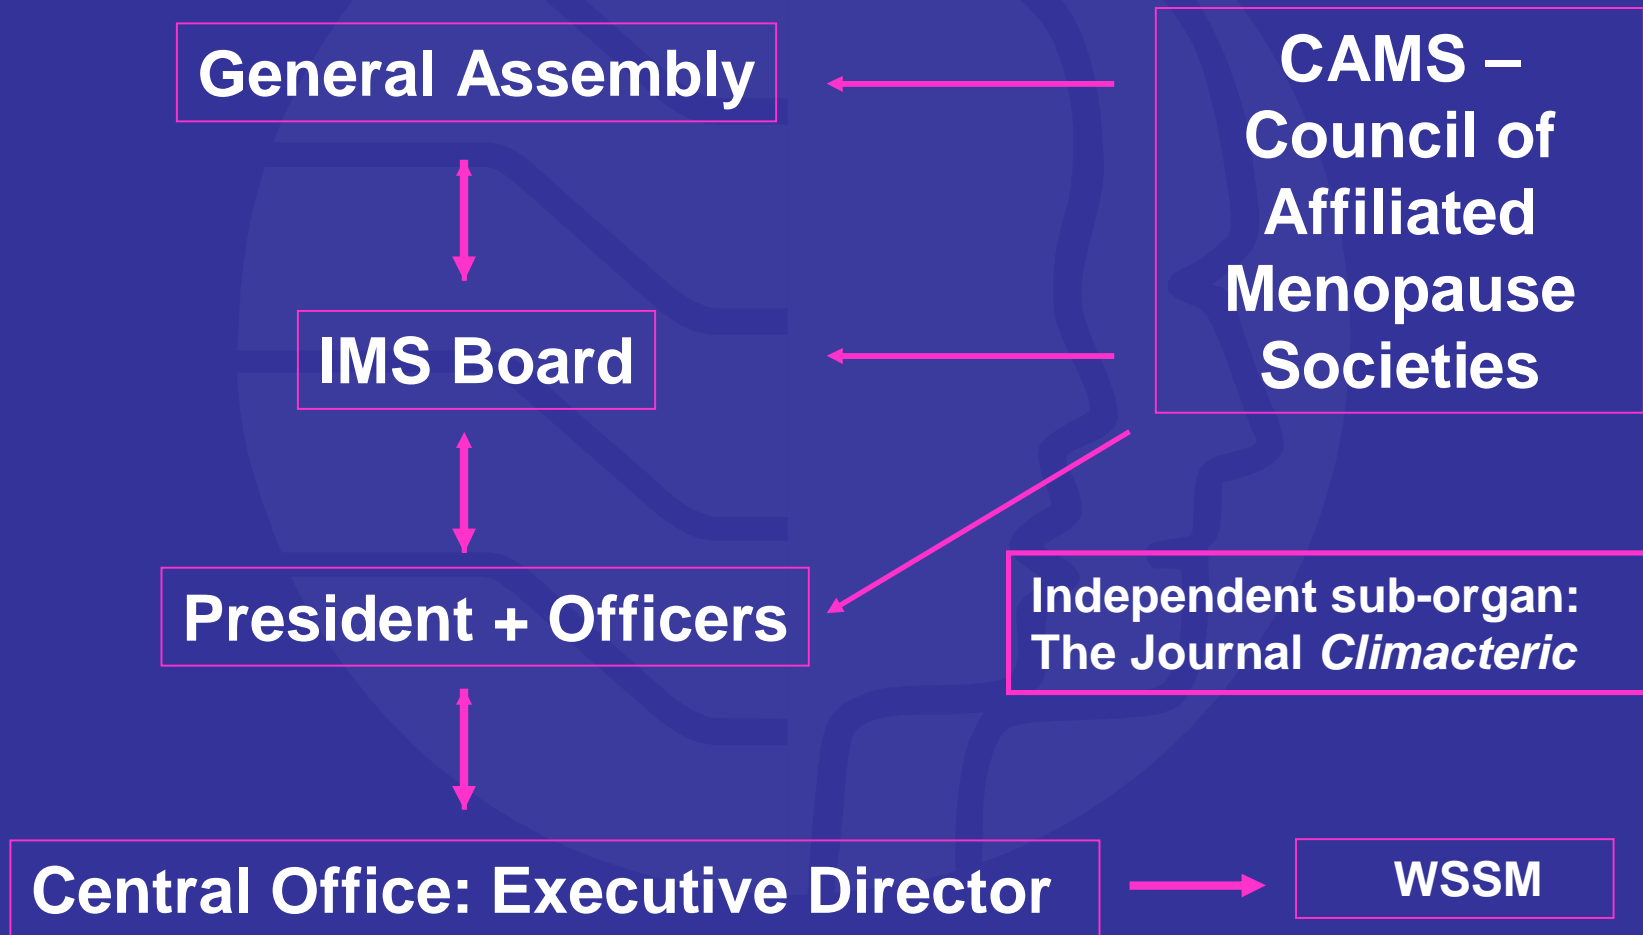 General Assembly
CAMS –
Council of
Affiliated
Menopause
Societies
IMS Board
President + Officers
Independent sub-organ:
The Journal Climacteric
Central Office: Executive Director
WSSM